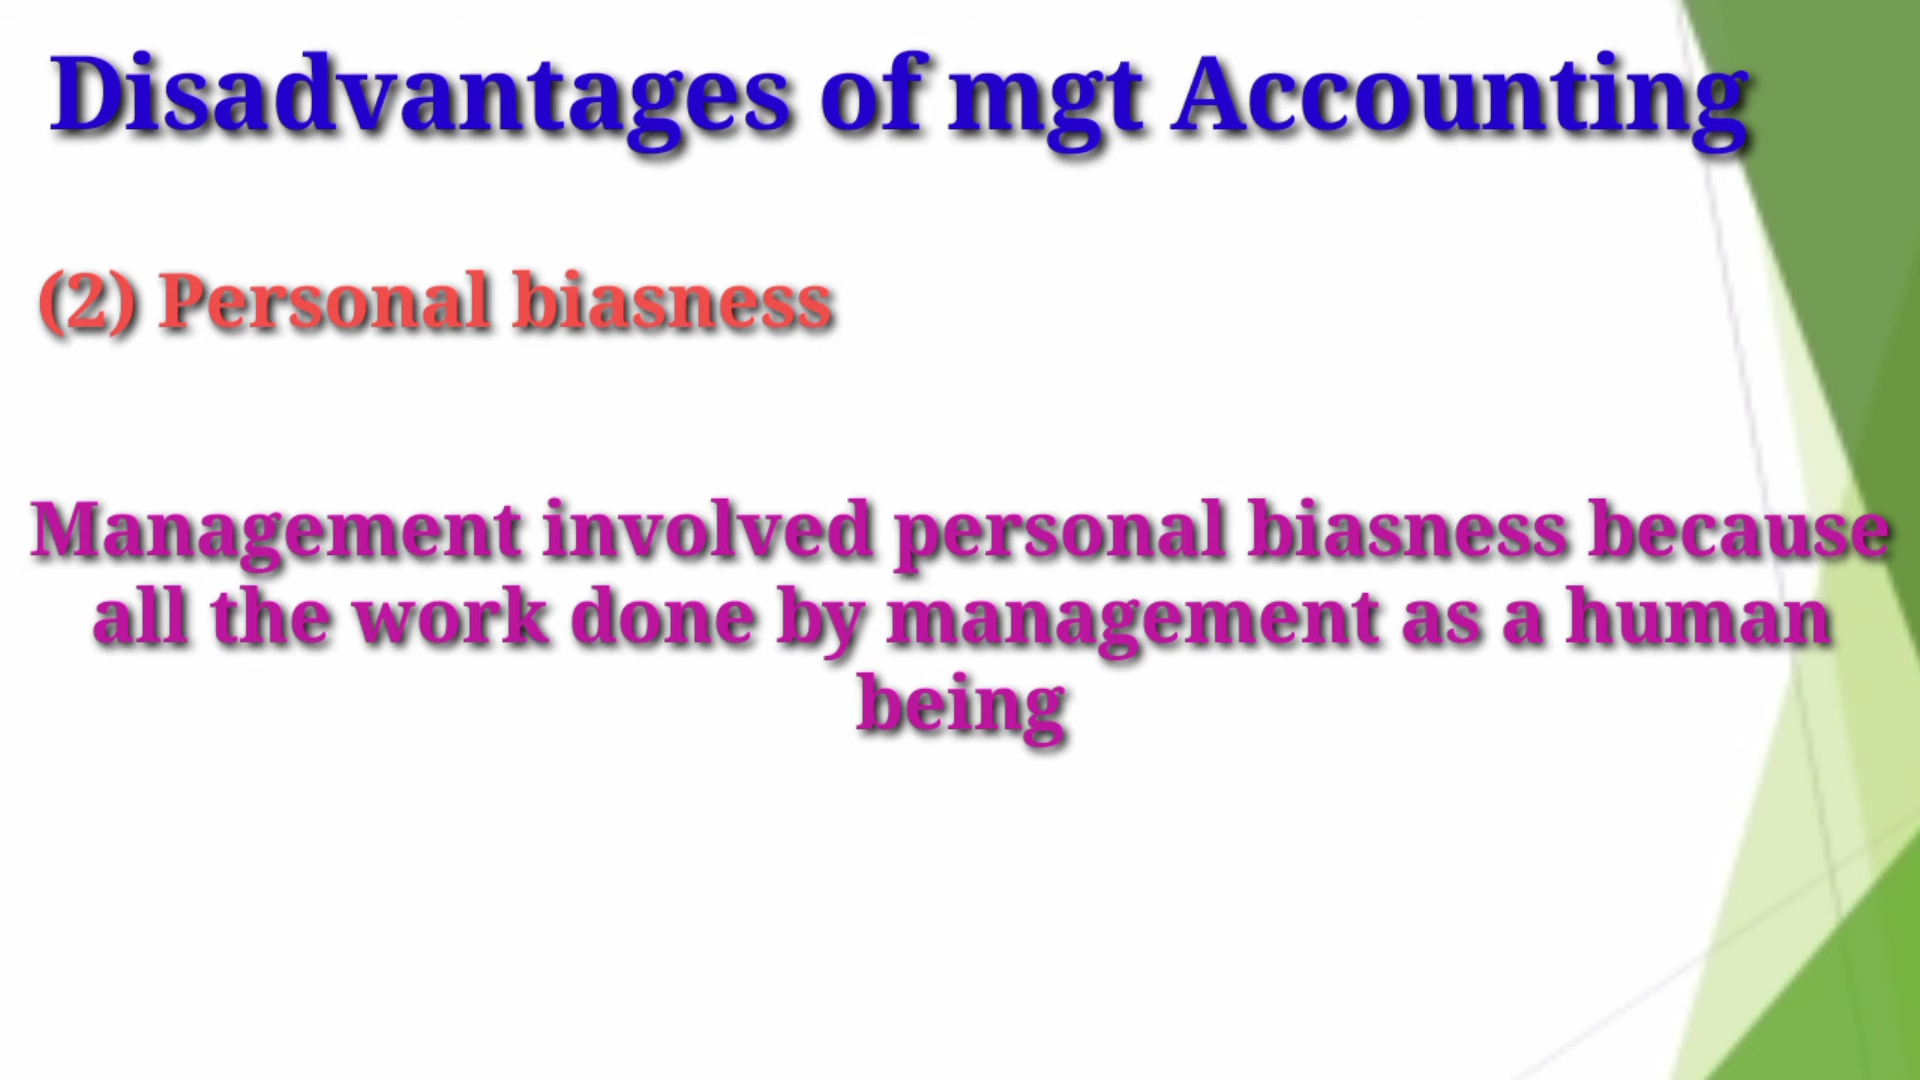 Disadvantages of mgt Accounting
(2) Personal biasness
Management involved personal biasness because
all the work done by management as a human
being